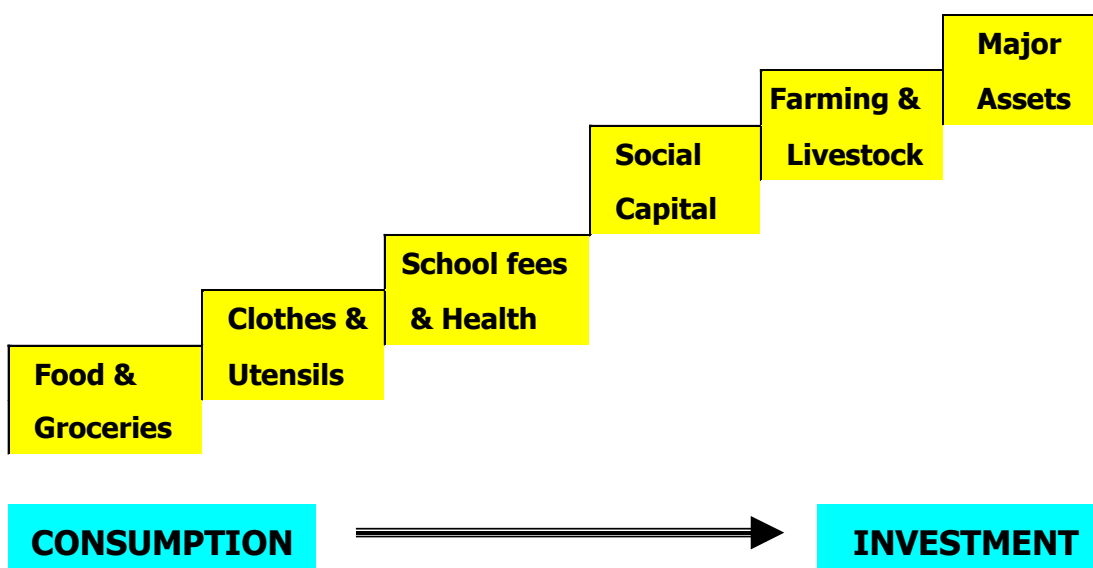 Food &
Groceries
Clothes &
Utensils
School fees
& Health
Social
Capital
Farming &
Livestock
Major
Assets
CONSUMPTION
INVESTMENT